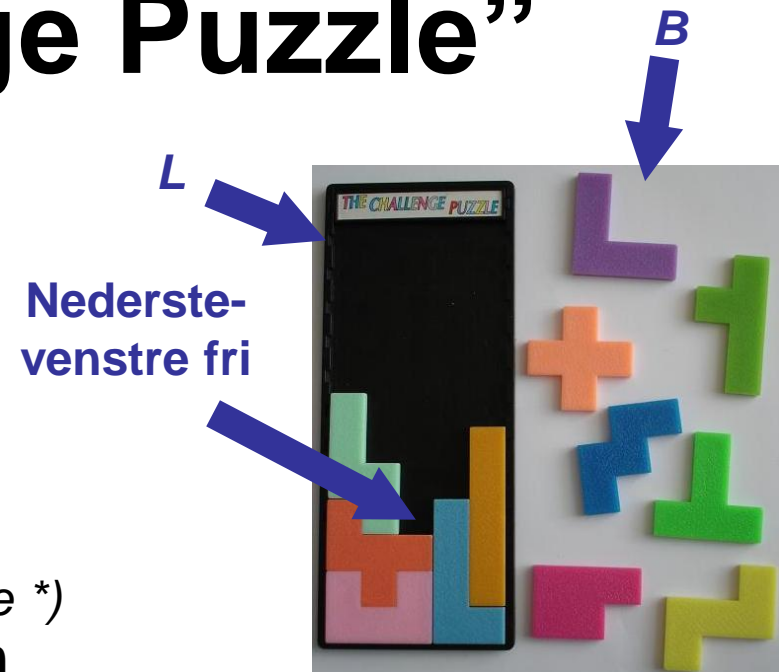 ge Puzzle”
B
L
THE CHALLENGE PUZZLE
Nederste-
venstre fri
e *)